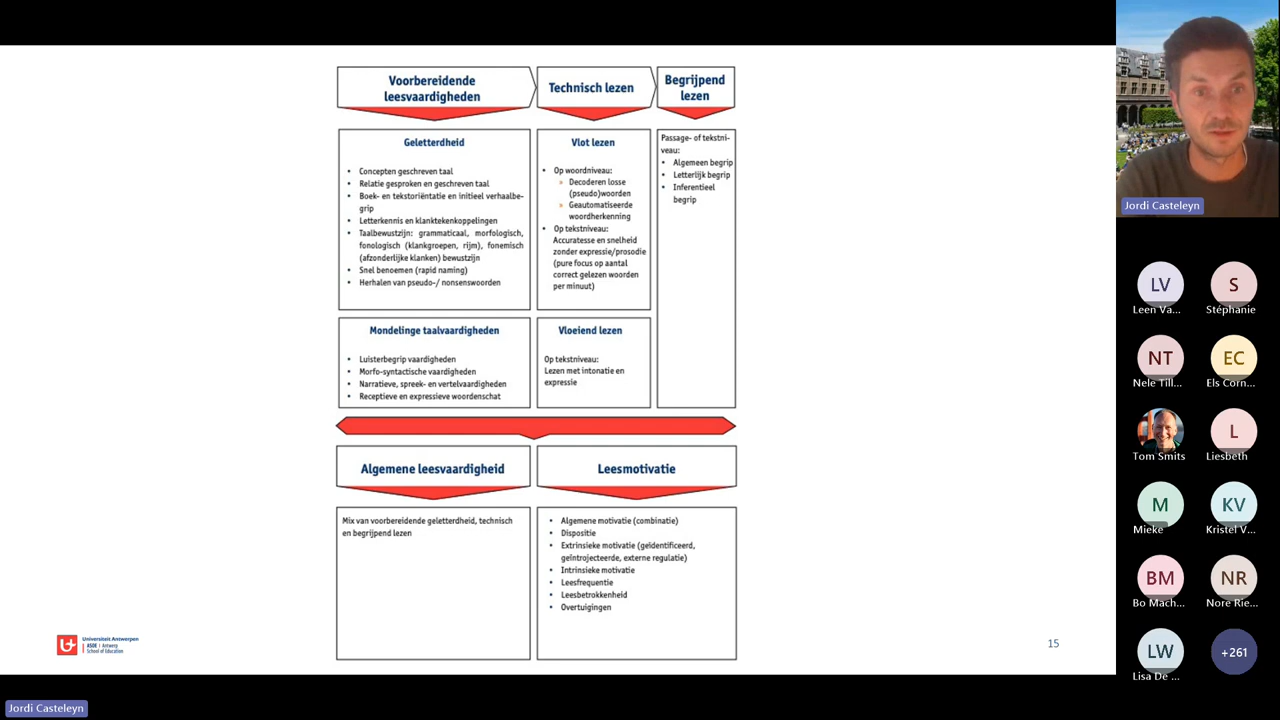 Voorbereidende
leesvaardigheden
Technisch lezen
Begrijpend
lezen
Geletterdheid
• Concepten geschreven taal
• Relatie gesproken en geschreven taal
• Boek- en tekstoriëntatie en initieel verhaalbe-
grip
• Letterkennis en klanktekenkoppelingen
• Taalbewustzijn: grammaticaal, morfologisch,
fonologisch (klankgroepen, rijm), fonemisch
(afzonderlijke klanken) bewustzijn
• Snel benoemen (rapid naming)
• Herhalen van pseudo-/ nonsenswoorden
Vlot lezen
• Op woordniveau:
» Decoderen losse
(pseudo)woorden
» Geautomatiseerde
woordherkenning
• Op tekstniveau:
Accuratesse en snelheid
zonder expressie/prosodie
(pure focus op aantal
correct gelezen woorden
per minuut)
Passage- of tekstni-
veau:
• Algemeen begrip
• Letterlijk begrip
• Inferentieel
begrip
Mondelinge taalvaardigheden
• Luisterbegrip vaardigheden
• Morfo-syntactische vaardigheden
• Narratieve, spreek- en vertelvaardigheden
• Receptieve en expressieve woordenschat
Vloeiend lezen
Op tekstniveau:
Lezen met intonatie en
expressie
Algemene leesvaardigheid
Leesmotivatie
Mix van voorbereidende geletterdheid, technisch
en begrijpend lezen
• Algemene motivatie (combinatie)
• Dispositie
• Extrinsieke motivatie (geïdentificeerd,
geïntrojecteerde, externe regulatie)
• Intrinsieke motivatie
• Leesfrequentie
• Leesbetrokkenheid
• Overtuigingen
Universiteit Antwerpen
ASOE | Antwerp
School of Education
15
Jordi Casteleyn
LV
Leen Va...
S
Stéphanie
NT
Nele Till...
EC
Els Corn...
Tom Smits
L
Liesbeth
M
Mieke
KV
Kristel V...
BM
Bo Mach...
NR
Nore Rie...
LW
Lisa De ...
+261
Jordi Casteleyn